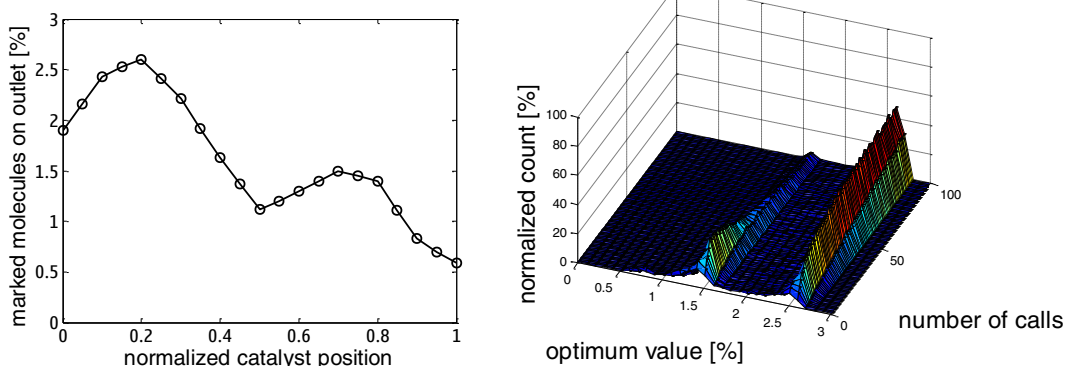 marked molecules on outlet [%]
3
2.5
2
1.5
1
0.5
0
0 0.2 0.4 0.6 0.8 1
normalized catalyst position
normalized count [%]
100
80
60
40
20
0
0 0.5 1 1.5 2 2.5 3
optimum value [%]
0
50
100
number of calls